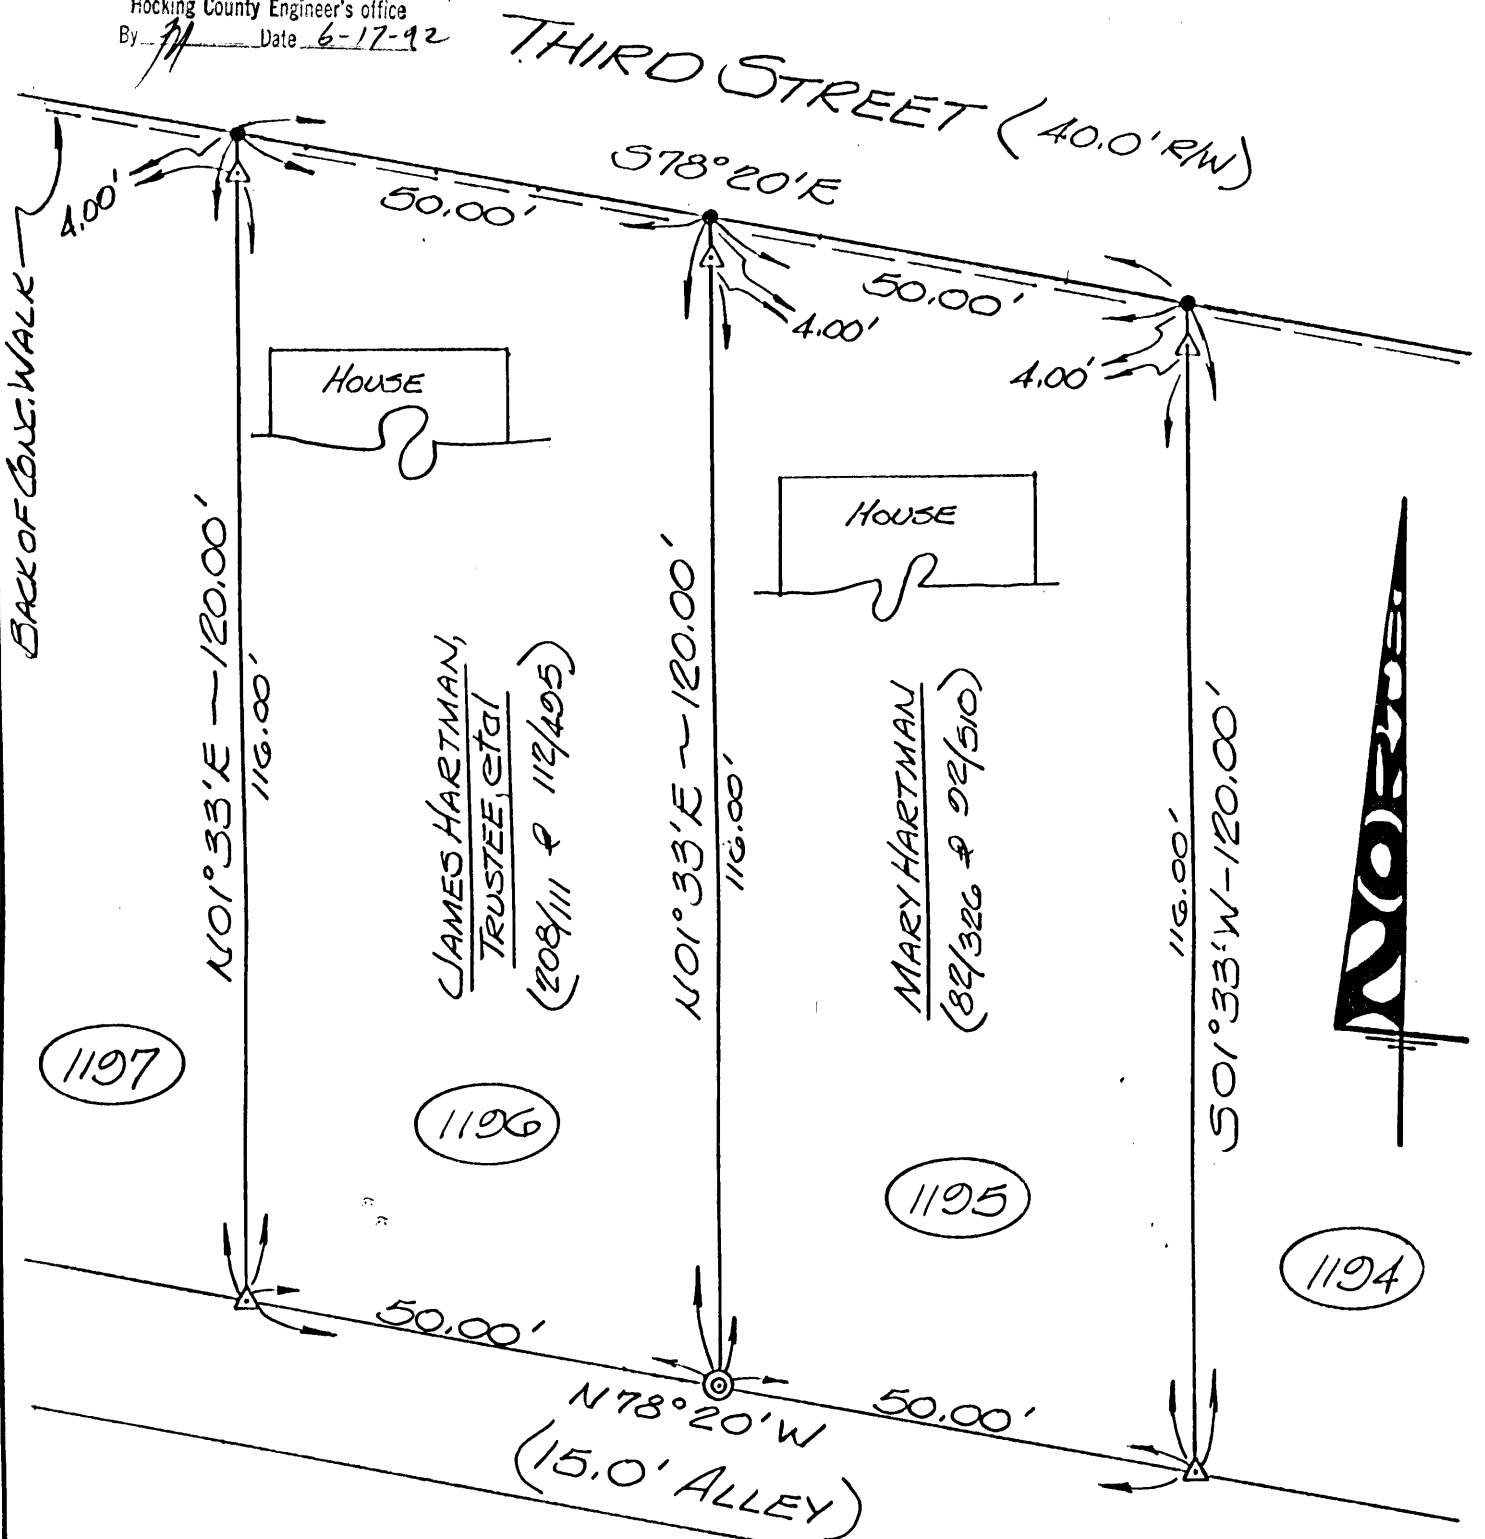 Hocking County Engineer's office
By Date 6-17-92
THIRD STREET (40.0' R/W)
S78°20'E
4.00'
50.00'
50.00'
4.00'
4.00'
BACK OF CONC. WALK
HOUSE
HOUSE
N01°33'E ~ 120.00'
116.00'
JAMES HARTMAN,
TRUSTEE, etal
(208/111 & 112/495)
N01°33'E ~ 120.00'
116.00'
MARY HARTMAN
(82/326 & 92/510)
116.00'
S01°33'W - 120.00'
NORTH
1197
1196
1195
1194
50.00'
N78°20'W
50.00'
(15.0' ALLEY)